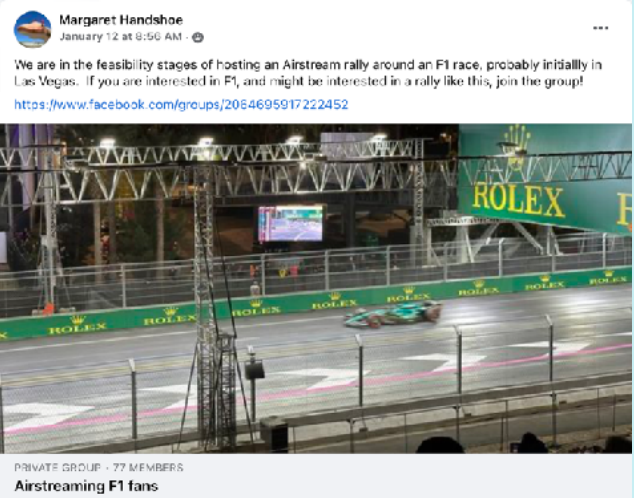 Margaret Handshoe
January 12 at 8:56 AM ·
We are in the feasibility stages of hosting an Airstream rally around an F1 race, probably initiallly in
Las Vegas. If you are interested in F1, and might be interested in a rally like this, join the group!
https://www.facebook.com/groups/2064695917222452
ROLEX
ROLEX ROLEX ROLEX ROLEX ROLEX ROLEX ROLEX
PRIVATE GROUP · 77 MEMBERS
Airstreaming F1 fans